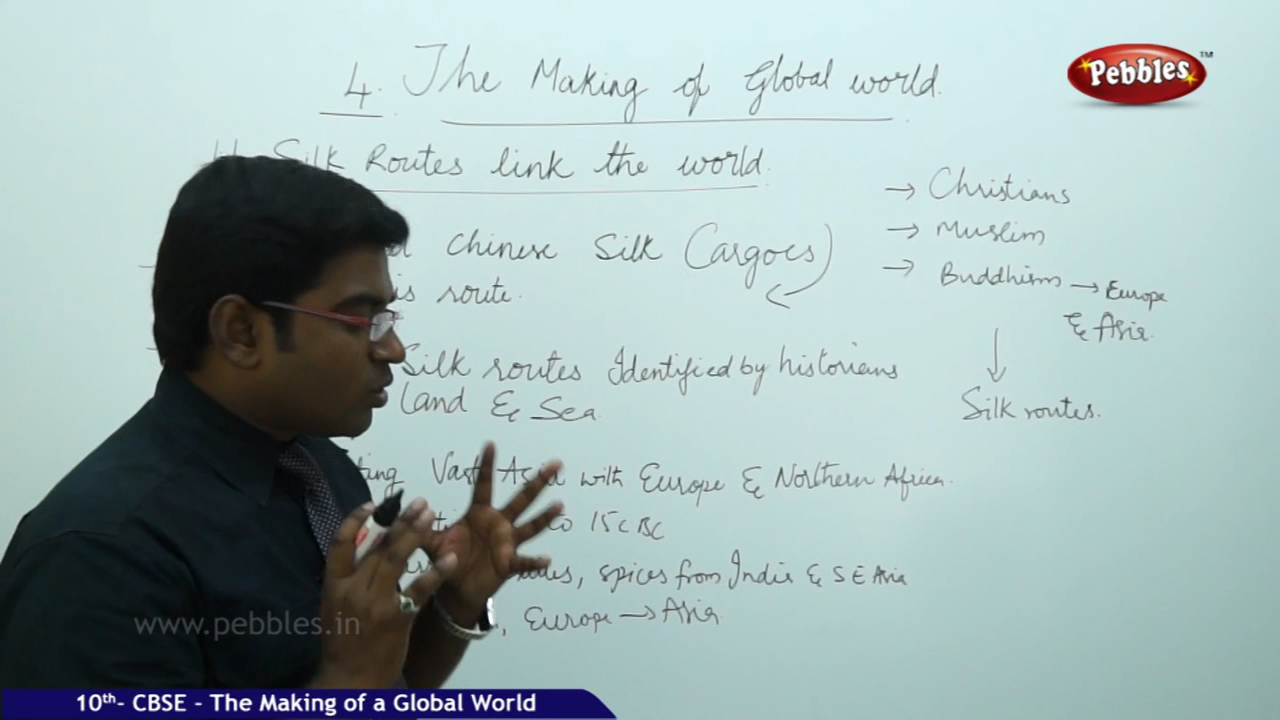 4. The Making of Global world.
Silk Routes link the world.
Chinese Silk (Cargoes)
route.
Silk routes Identified by historians
Land & Sea
Vast Asia with Europe & Northern Africa.
to 15c BC
, spices from India & S E Asia
, Europe → Asia
→ Christians
→ Muslim
→ Buddhism → Europe
& Asia.
Silk routes.
Pebbles™
www.pebbles.in
10th- CBSE - The Making of a Global World